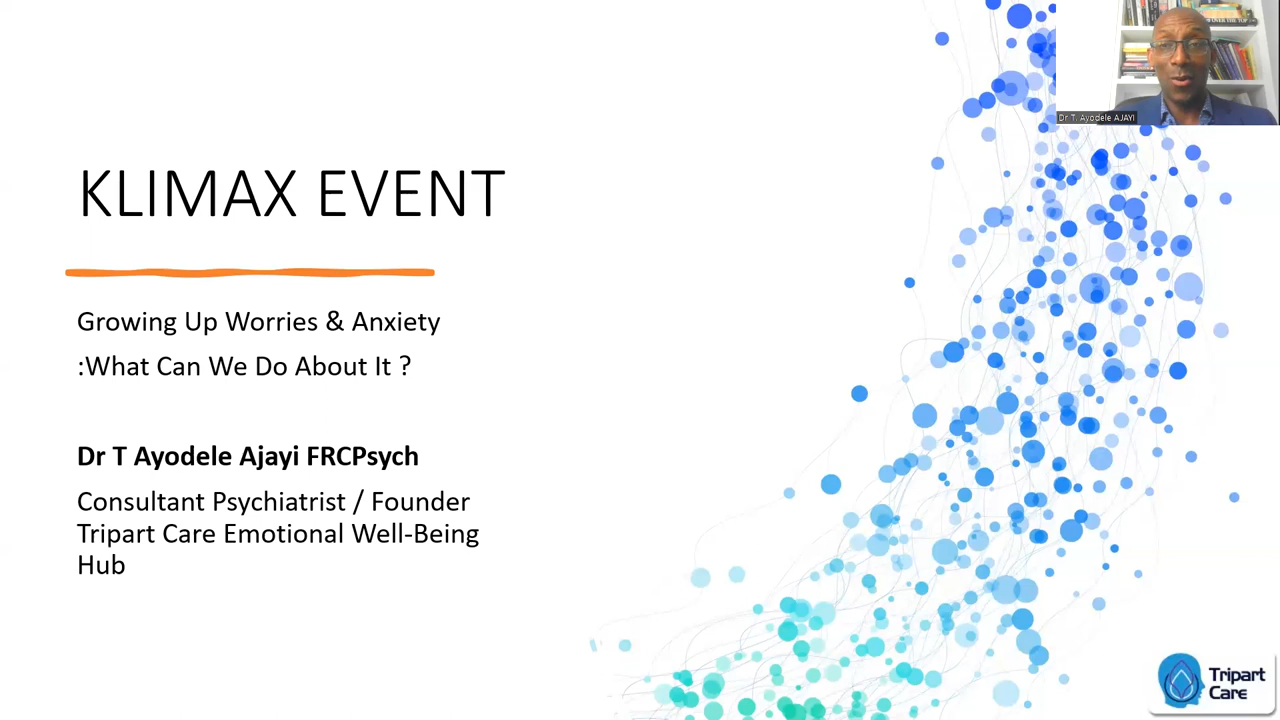 KLIMAX EVENT
Growing Up Worries & Anxiety
:What Can We Do About It ?
Dr T Ayodele Ajayi FRCPsych
Consultant Psychiatrist / Founder
Tripart Care Emotional Well-Being
Hub
Dr T. Ayodele AJAYI
Tripart
Care